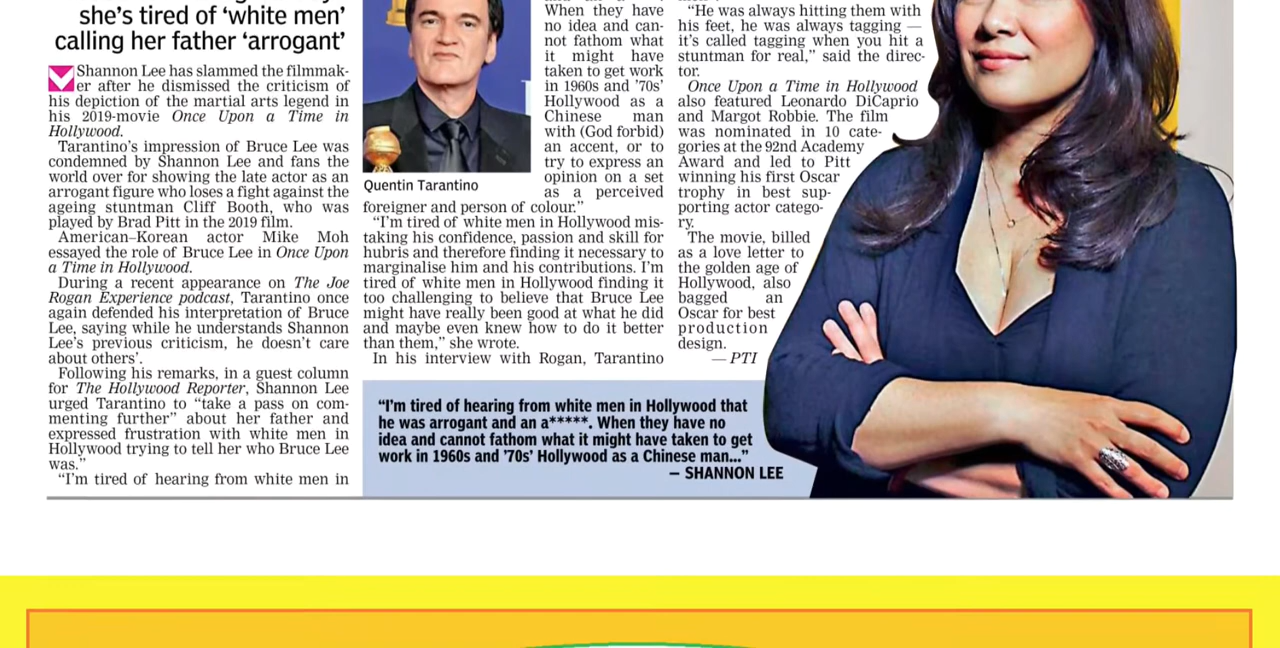 she's tired of 'white men'
calling her father 'arrogant'
Shannon Lee has slammed the filmmak-
er after he dismissed the criticism of
his depiction of the martial arts legend in
his 2019-movie Once Upon a Time in
Hollywood.
Tarantino's impression of Bruce Lee was
condemned by Shannon Lee and fans the
world over for showing the late actor as an
arrogant figure who loses a fight against the
ageing stuntman Cliff Booth, who was
played by Brad Pitt in the 2019 film.
American–Korean actor Mike Moh
essayed the role of Bruce Lee in Once Upon
a Time in Hollywood.
During a recent appearance on The Joe
Rogan Experience podcast, Tarantino once
again defended his interpretation of Bruce
Lee, saying while he understands Shannon
Lee's previous criticism, he doesn't care
about others'.
Following his remarks, in a guest column
for The Hollywood Reporter, Shannon Lee
urged Tarantino to "take a pass on com-
menting further" about her father and
expressed frustration with white men in
Hollywood trying to tell her who Bruce Lee
was."
"I'm tired of hearing from white men in
Quentin Tarantino
When they have
no idea and can-
not fathom what
it might have
taken to get work
in 1960s and '70s'
Hollywood as a
Chinese man
with (God forbid)
an accent, or to
try to express an
opinion on a set
as a perceived
foreigner and person of colour."
"I'm tired of white men in Hollywood mis-
taking his confidence, passion and skill for
hubris and therefore finding it necessary to
marginalise him and his contributions. I'm
tired of white men in Hollywood finding it
too challenging to believe that Bruce Lee
might have really been good at what he did
and maybe even knew how to do it better
than them," she wrote.
In his interview with Rogan, Tarantino
"He was always hitting them with
his feet, he was always tagging —
it's called tagging when you hit a
stuntman for real," said the direc-
tor.
Once Upon a Time in Hollywood
also featured Leonardo DiCaprio
and Margot Robbie. The film
was nominated in 10 cate-
gories at the 92nd Academy
Award and led to Pitt
winning his first Oscar
trophy in best sup-
porting actor catego-
ry.
The movie, billed
as a love letter to
the golden age of
Hollywood, also
bagged an
Oscar for best
production
design.
— PTI
"I'm tired of hearing from white men in Hollywood that
he was arrogant and an a*****. When they have no
idea and cannot fathom what it might have taken to get
work in 1960s and '70s' Hollywood as a Chinese man..."
– SHANNON LEE